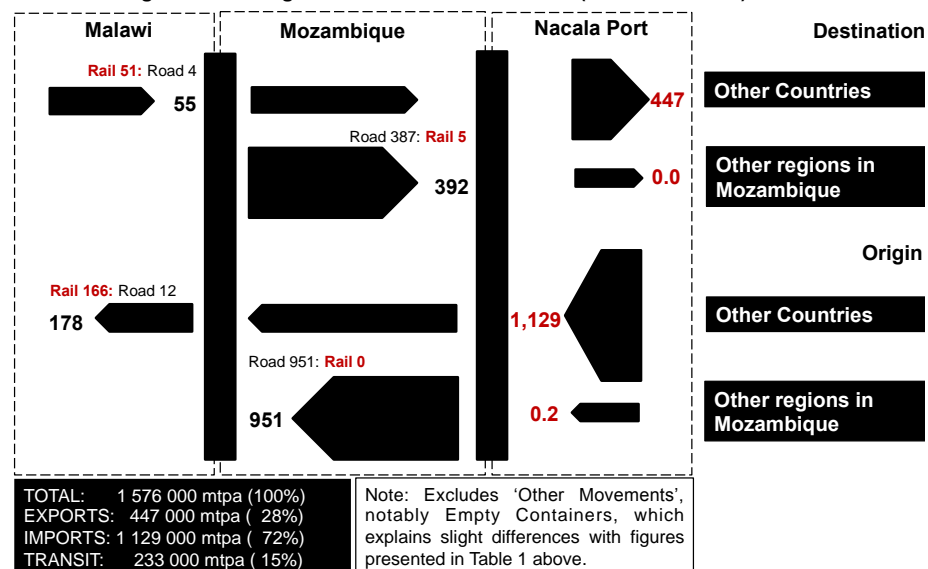 Malawi
Mozambique
Nacala Port
Destination
Rail 51: Road 4
55
447
Other Countries
Road 387: Rail 5
392
0.0
Other regions in
Mozambique
Origin
Rail 166: Road 12
178
1,129
Other Countries
Road 951: Rail 0
951
0.2
Other regions in
Mozambique
TOTAL: 1 576 000 mtpa (100%)
EXPORTS: 447 000 mtpa ( 28%)
IMPORTS: 1 129 000 mtpa ( 72%)
TRANSIT: 233 000 mtpa ( 15%)
Note: Excludes ‘Other Movements’,
notably Empty Containers, which
explains slight differences with figures
presented in Table 1 above.